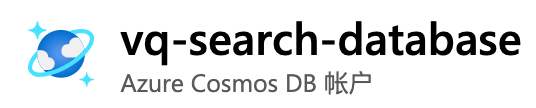 vq-search-database
Azure Cosmos DB 帐户